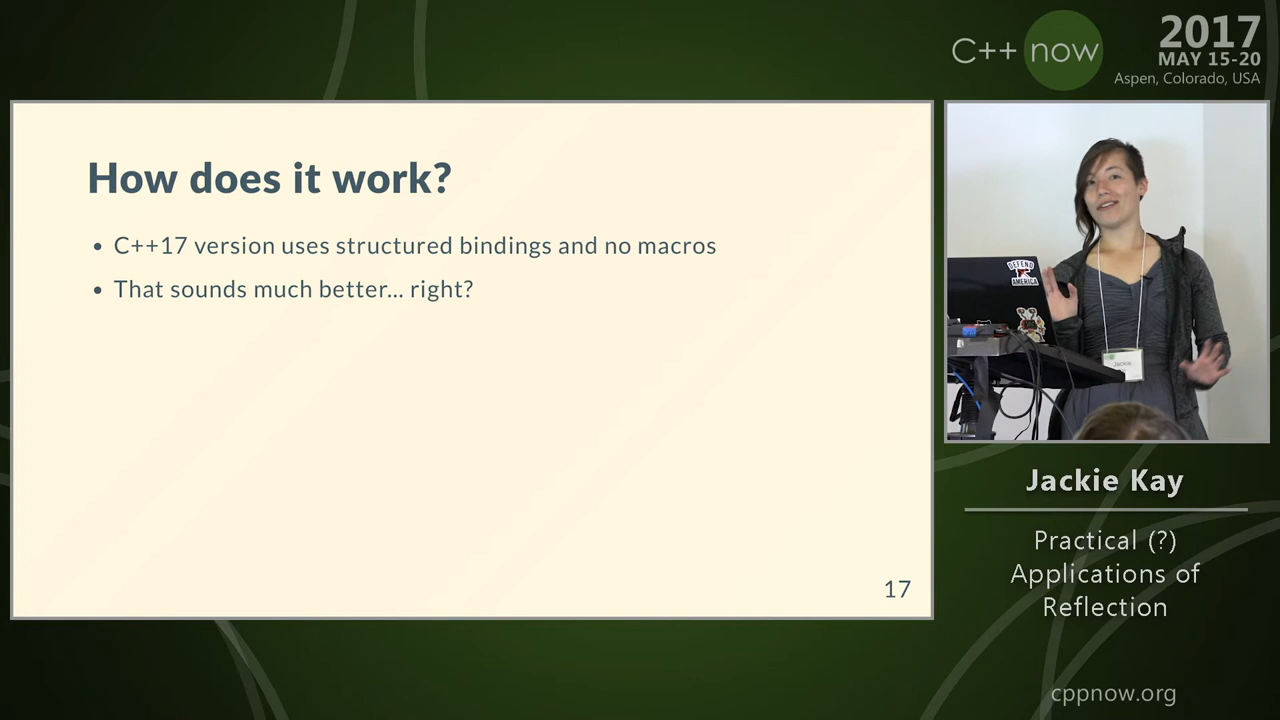 C++ now
2017
MAY 15-20
Aspen, Colorado, USA
How does it work?
• C++17 version uses structured bindings and no macros
• That sounds much better... right?
17
DEFEND
AMERICA
Jackie
Jackie Kay
Practical (?)
Applications of
Reflection
cppnow.org